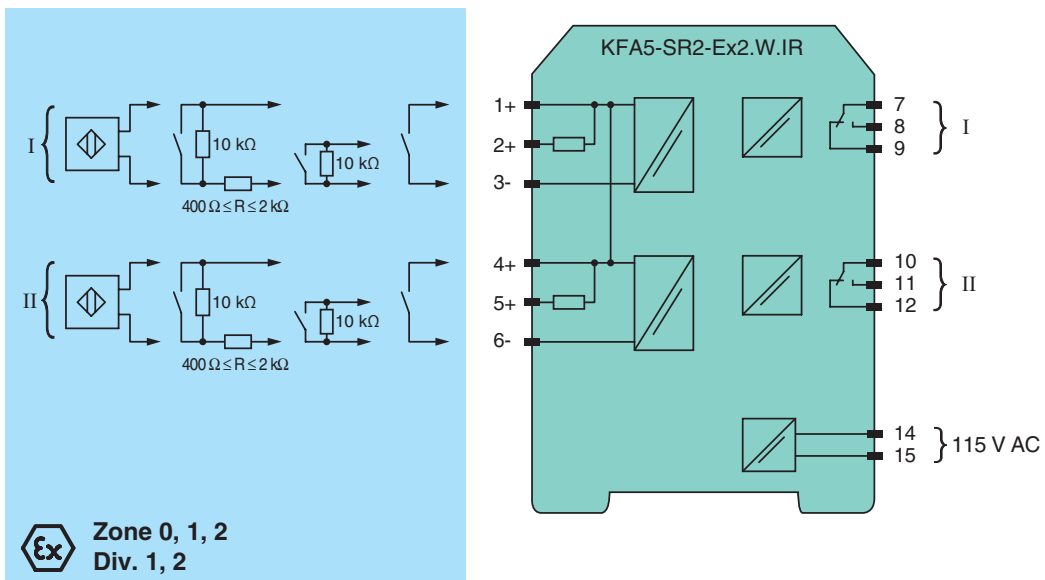 KFA5-SR2-Ex2.W.IR
I
10 kΩ
10 kΩ
400 Ω ≤ R ≤ 2 kΩ
1+
2+
3-
7
8
9
I
II
10 kΩ
10 kΩ
400 Ω ≤ R ≤ 2 kΩ
4+
5+
6-
10
11
12
II
14
15
115 V AC
Ex
Zone 0, 1, 2
Div. 1, 2